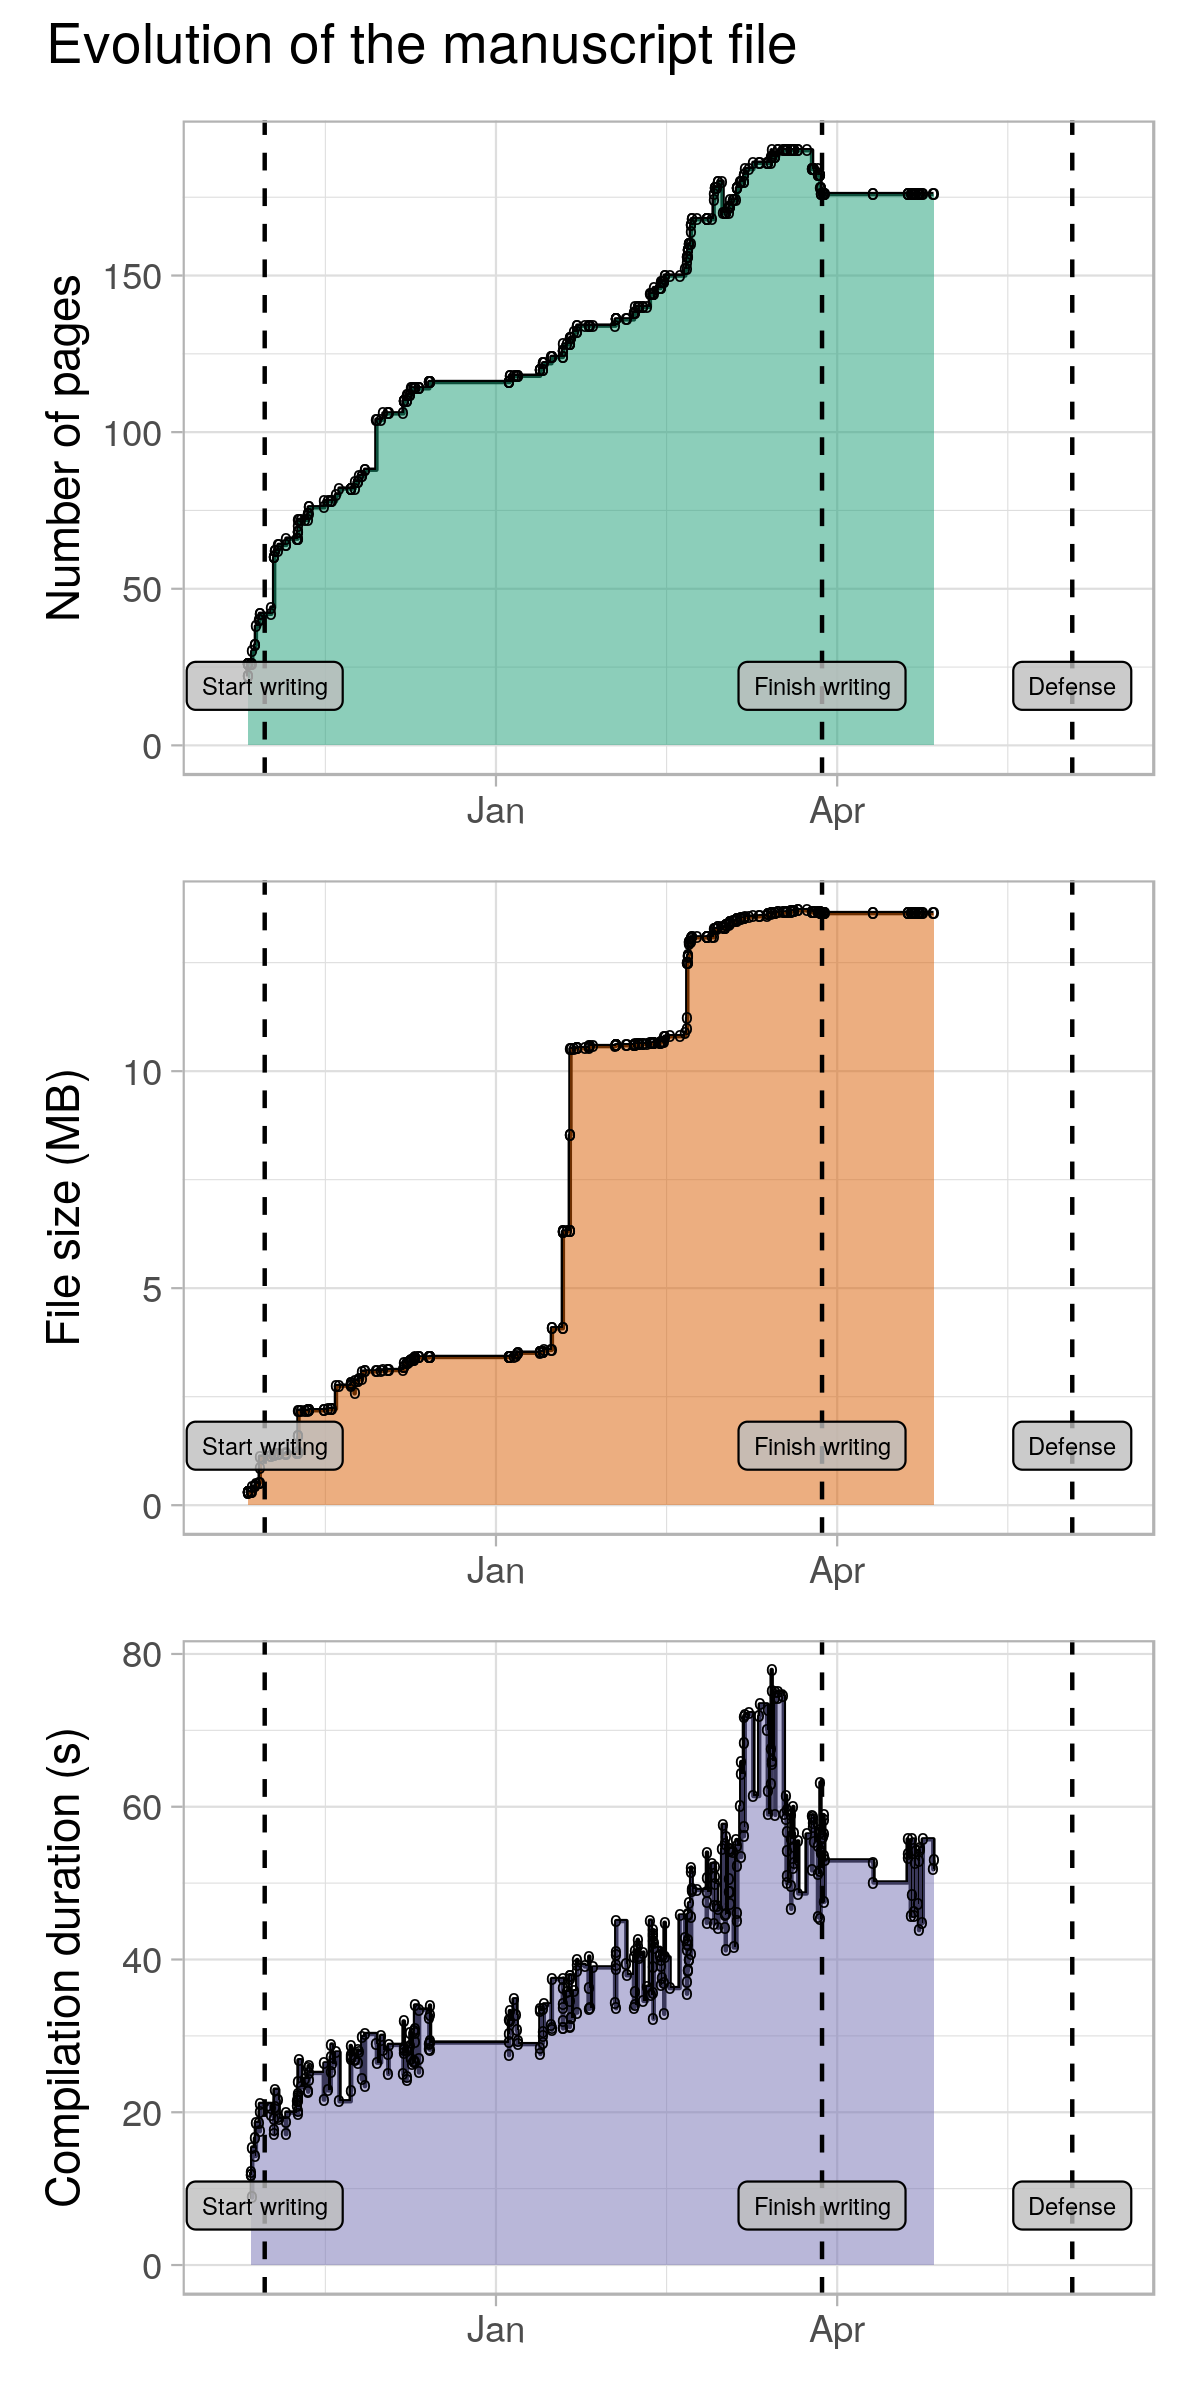 Evolution of the manuscript file
Number of pages
150
100
50
0
Start writing
Finish writing
Defense
Jan
Apr
File size (MB)
10
5
0
Start writing
Finish writing
Defense
Jan
Apr
Compilation duration (s)
80
60
40
20
0
Start writing
Finish writing
Defense
Jan
Apr